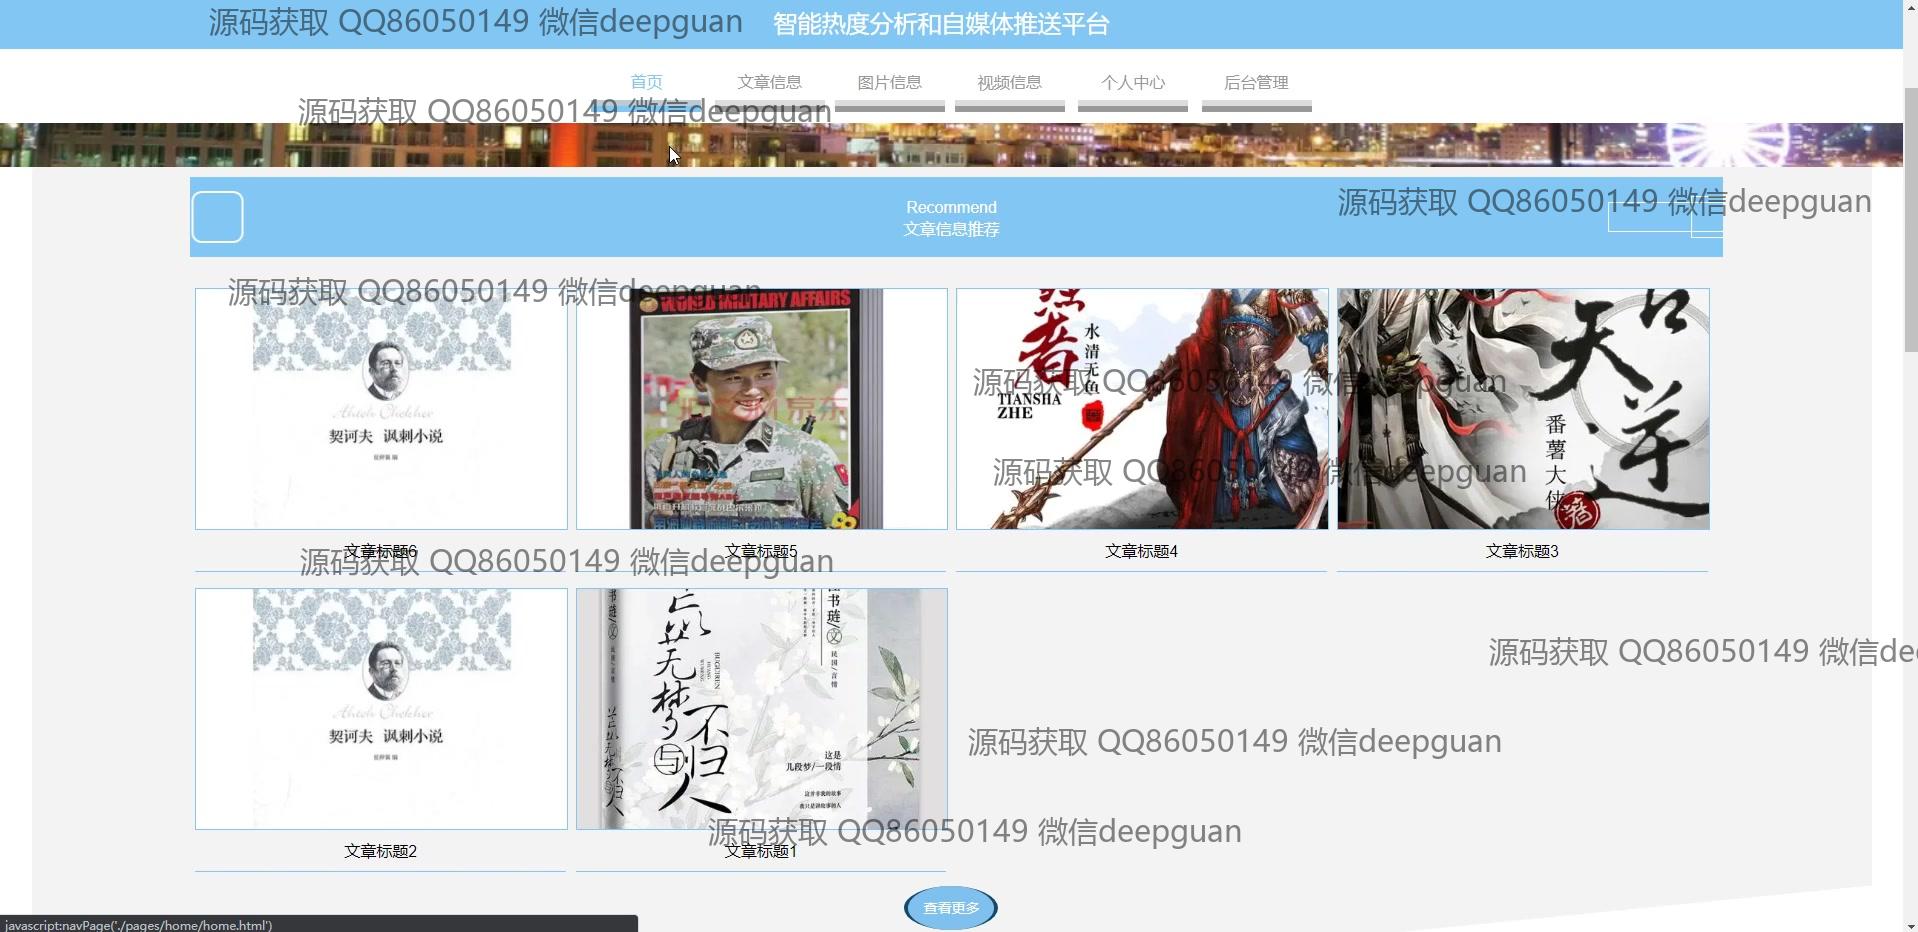 源码获取 QQ86050149 微信deepguan
智能热度分析和自媒体推送平台
首页
文章信息
图片信息
视频信息
个人中心
后台管理
源码获取 QQ86050149 微信deepguan
源码获取 QQ86050149 微信deepguan
Recommend
文章信息推荐
源码获取 QQ86050149 微信deepguan
WORLD MILITARY AFFAIRS
Anton Chekhov
契诃夫 讽刺小说
者
水清无鱼
TIANSHA
ZHE
源码获取 QQ86050149 微信deepguan
源码获取 QQ86050149 微信deepguan
天逆
番薯大侠
文章标题6
文章标题5
文章标题4
文章标题3
源码获取 QQ86050149 微信deepguan
Anton Chekhov
契诃夫 讽刺小说
民国/言情
荒芜无梦与不归人
这是
几段梦/一段情
源码获取 QQ86050149 微信dee
源码获取 QQ86050149 微信deepguan
源码获取 QQ86050149 微信deepguan
文章标题2
文章标题1
查看更多
javascript:navPage('./pages/home/home.html')